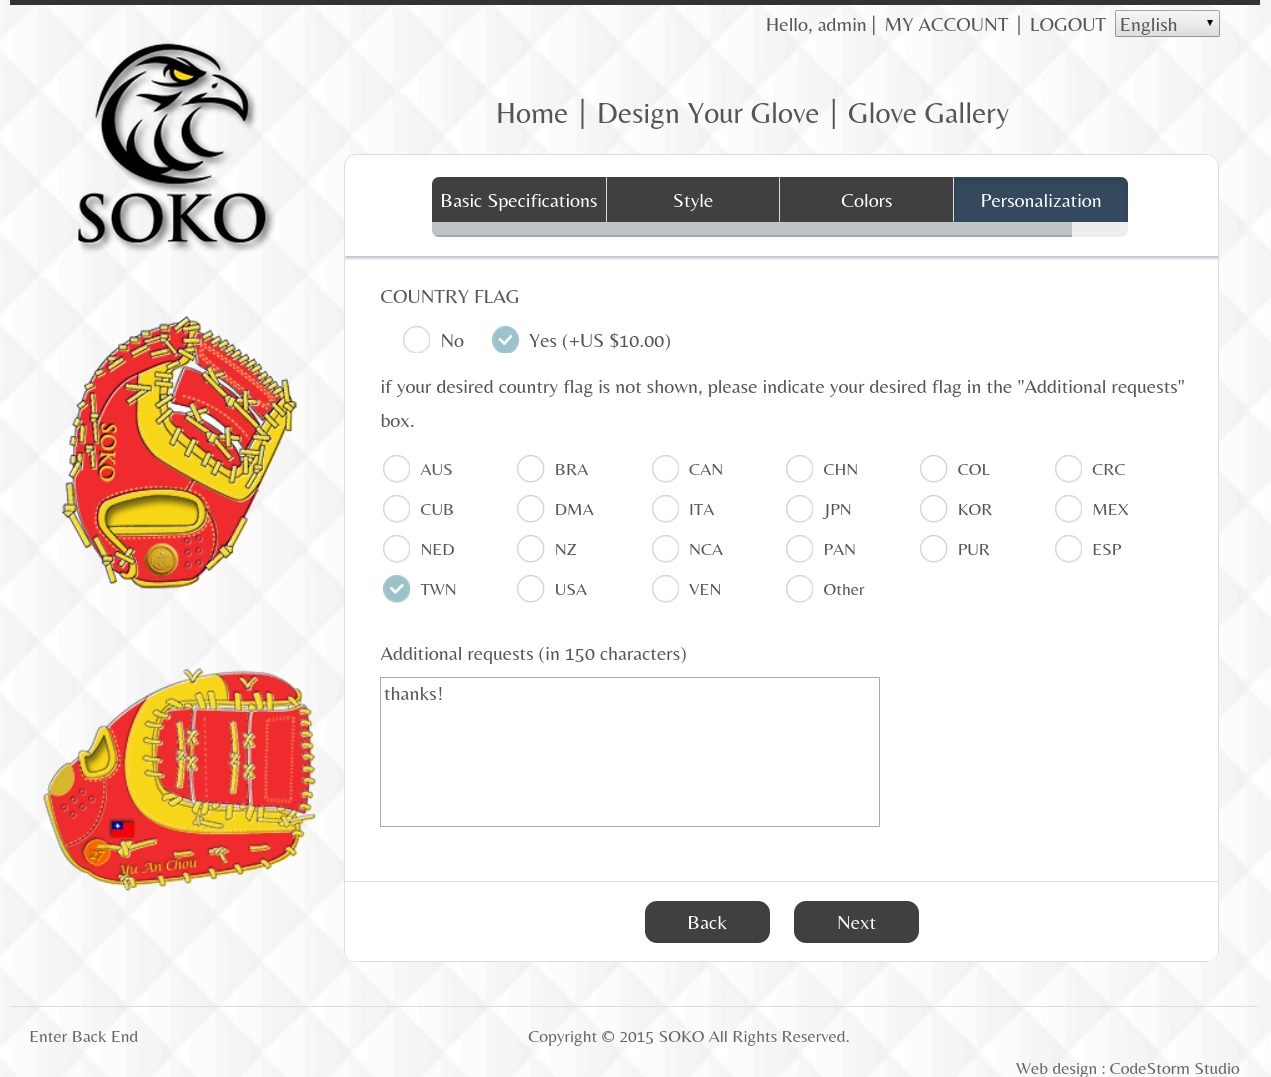 Hello, admin | MY ACCOUNT | LOGOUT English
SOKO
Home | Design Your Glove | Glove Gallery
Basic Specifications Style Colors Personalization
COUNTRY FLAG
No Yes (+US $10.00)
if your desired country flag is not shown, please indicate your desired flag in the "Additional requests"
box.
SOKO
AUS BRA CAN CHN COL CRC
CUB DMA ITA JPN KOR MEX
NED NZ NCA PAN PUR ESP
TWN USA VEN Other
Additional requests (in 150 characters)
thanks!
27
Yu An Chou
Back Next
Enter Back End Copyright © 2015 SOKO All Rights Reserved.
Web design : CodeStorm Studio